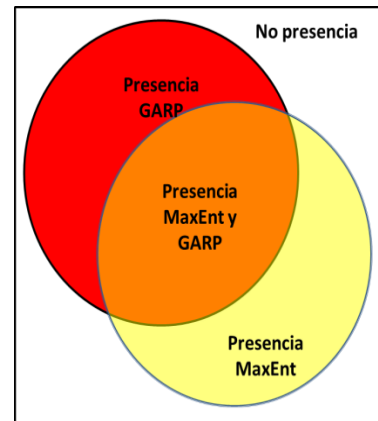 No presencia
Presencia
GARP
Presencia
MaxEnt y
GARP
Presencia
MaxEnt